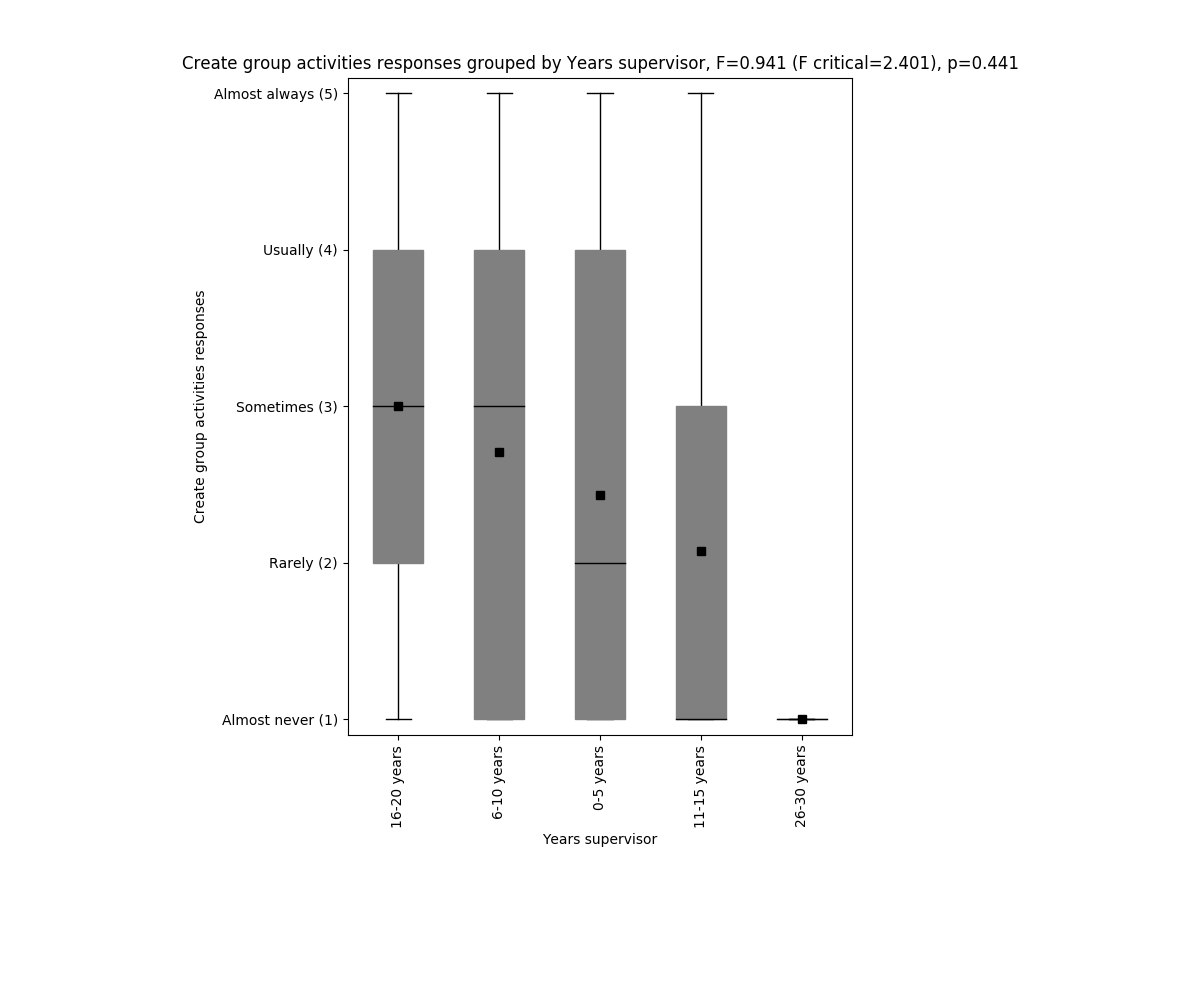 Create group activities responses grouped by Years supervisor, F=0.941 (F critical=2.401), p=0.441
Almost always (5)
Usually (4)
Sometimes (3)
Rarely (2)
Almost never (1)
Create group activities responses
16-20 years
6-10 years
0-5 years
11-15 years
26-30 years
Years supervisor